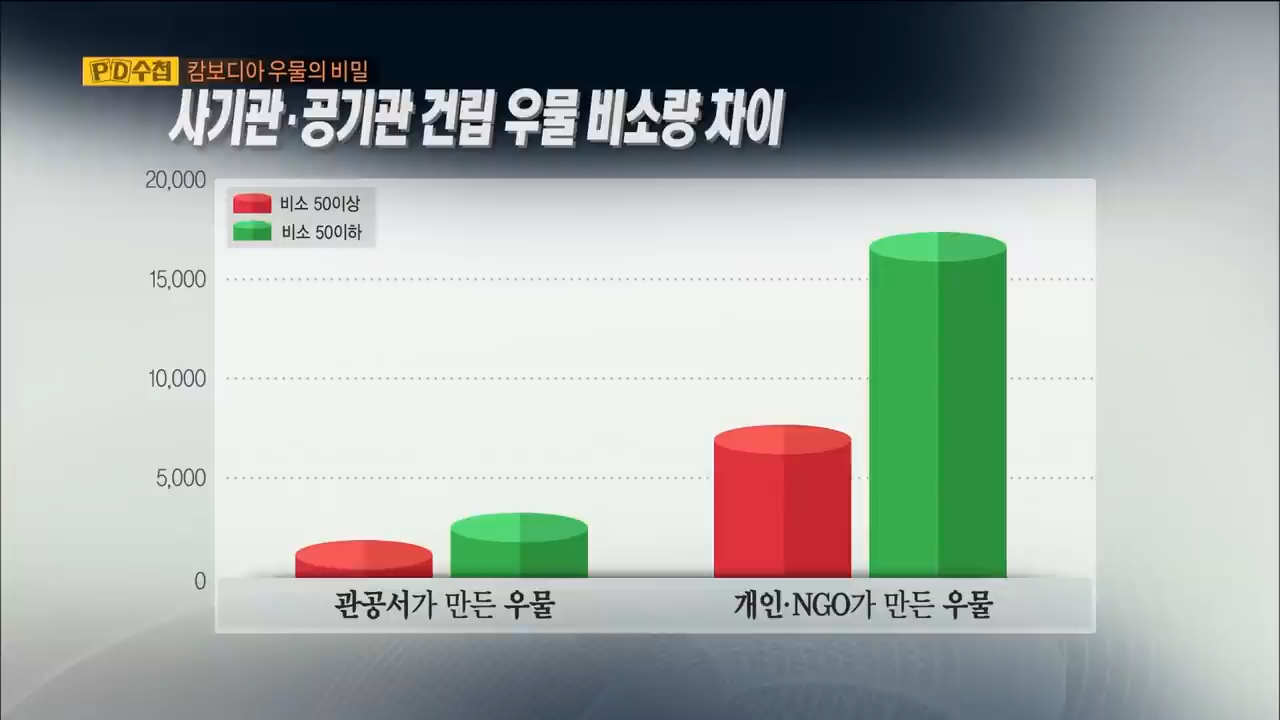 PD수첩 캄보디아 우물의 비밀
사기관·공기관 건립 우물 비소량 차이
20,000
비소 50이상
비소 50이하
15,000
10,000
5,000
0
관공서가 만든 우물
개인·NGO가 만든 우물